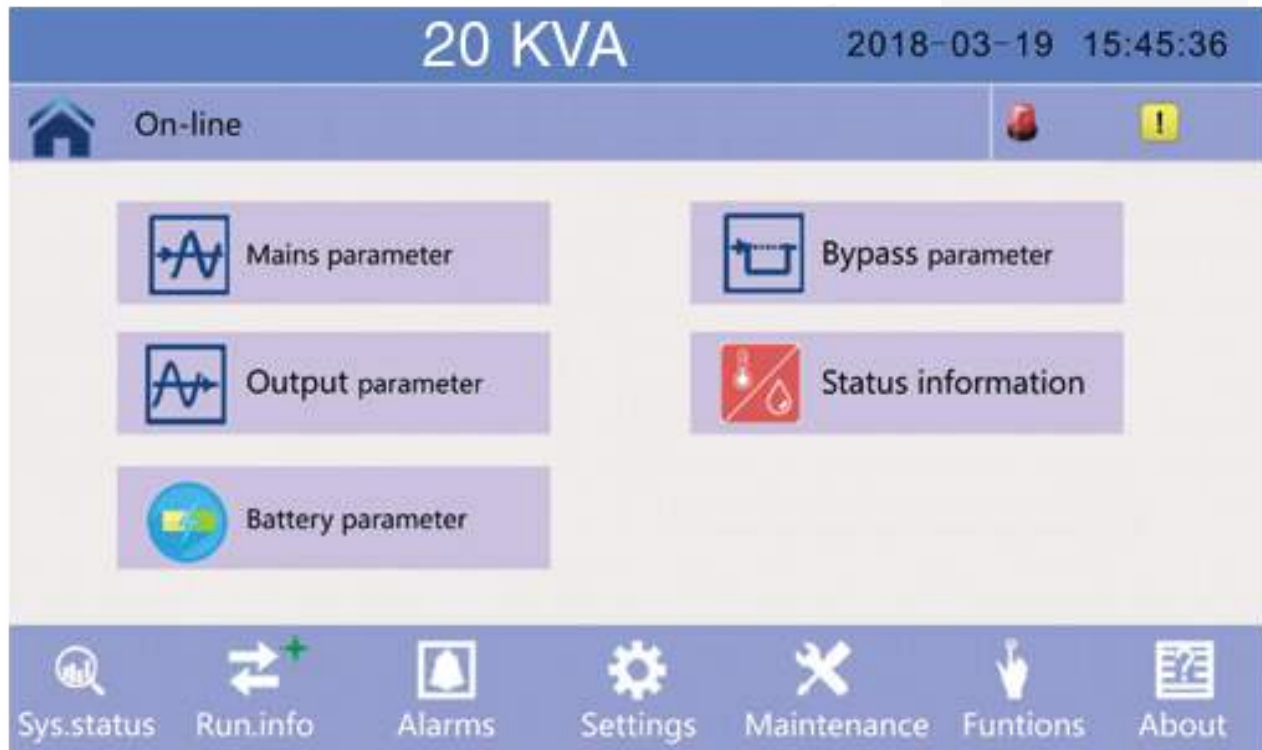 20 KVA 2018-03-19 15:45:36
On-line !
Mains parameter
Bypass parameter
Output parameter
Status information
Battery parameter
Sys.status Run.info Alarms Settings Maintenance Funtions About